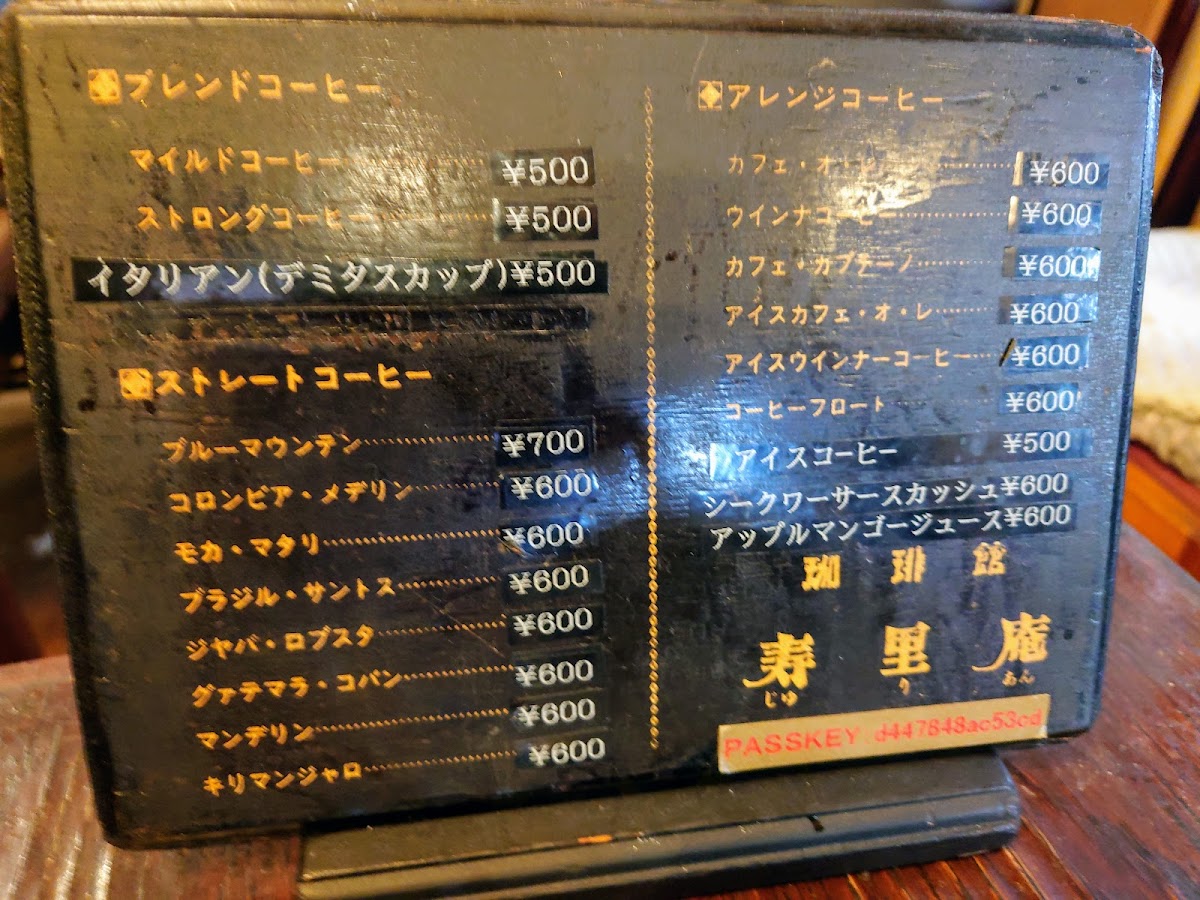 ブレンドコーヒー
マイルドコーヒー ¥500
ストロングコーヒー ¥500
イタリアン(デミダスカップ)¥500
ストレートコーヒー
ブルーマウンテン ¥700
コロンビア・メデリン ¥600
モカ・マタリ ¥600
ブラジル・サントス ¥600
ジャバ・ロブスタ ¥600
グァテマラ・コバン ¥600
マンデリン ¥600
キリマンジャロ ¥600
アレンジコーヒー
カフェ・オ・レ ¥600
ウインナコーヒー ¥600
カフェ・カプチーノ ¥600
アイスカフェ・オ・レ ¥600
アイスウインナーコーヒー ¥600
コーヒーフロート ¥600
アイスコーヒー ¥500
シークワーサースカッシュ¥600
アップルマンゴージュース¥600
珈琲館
寿里庵
じゅ り あん
PASSKEY d447848ac53cd